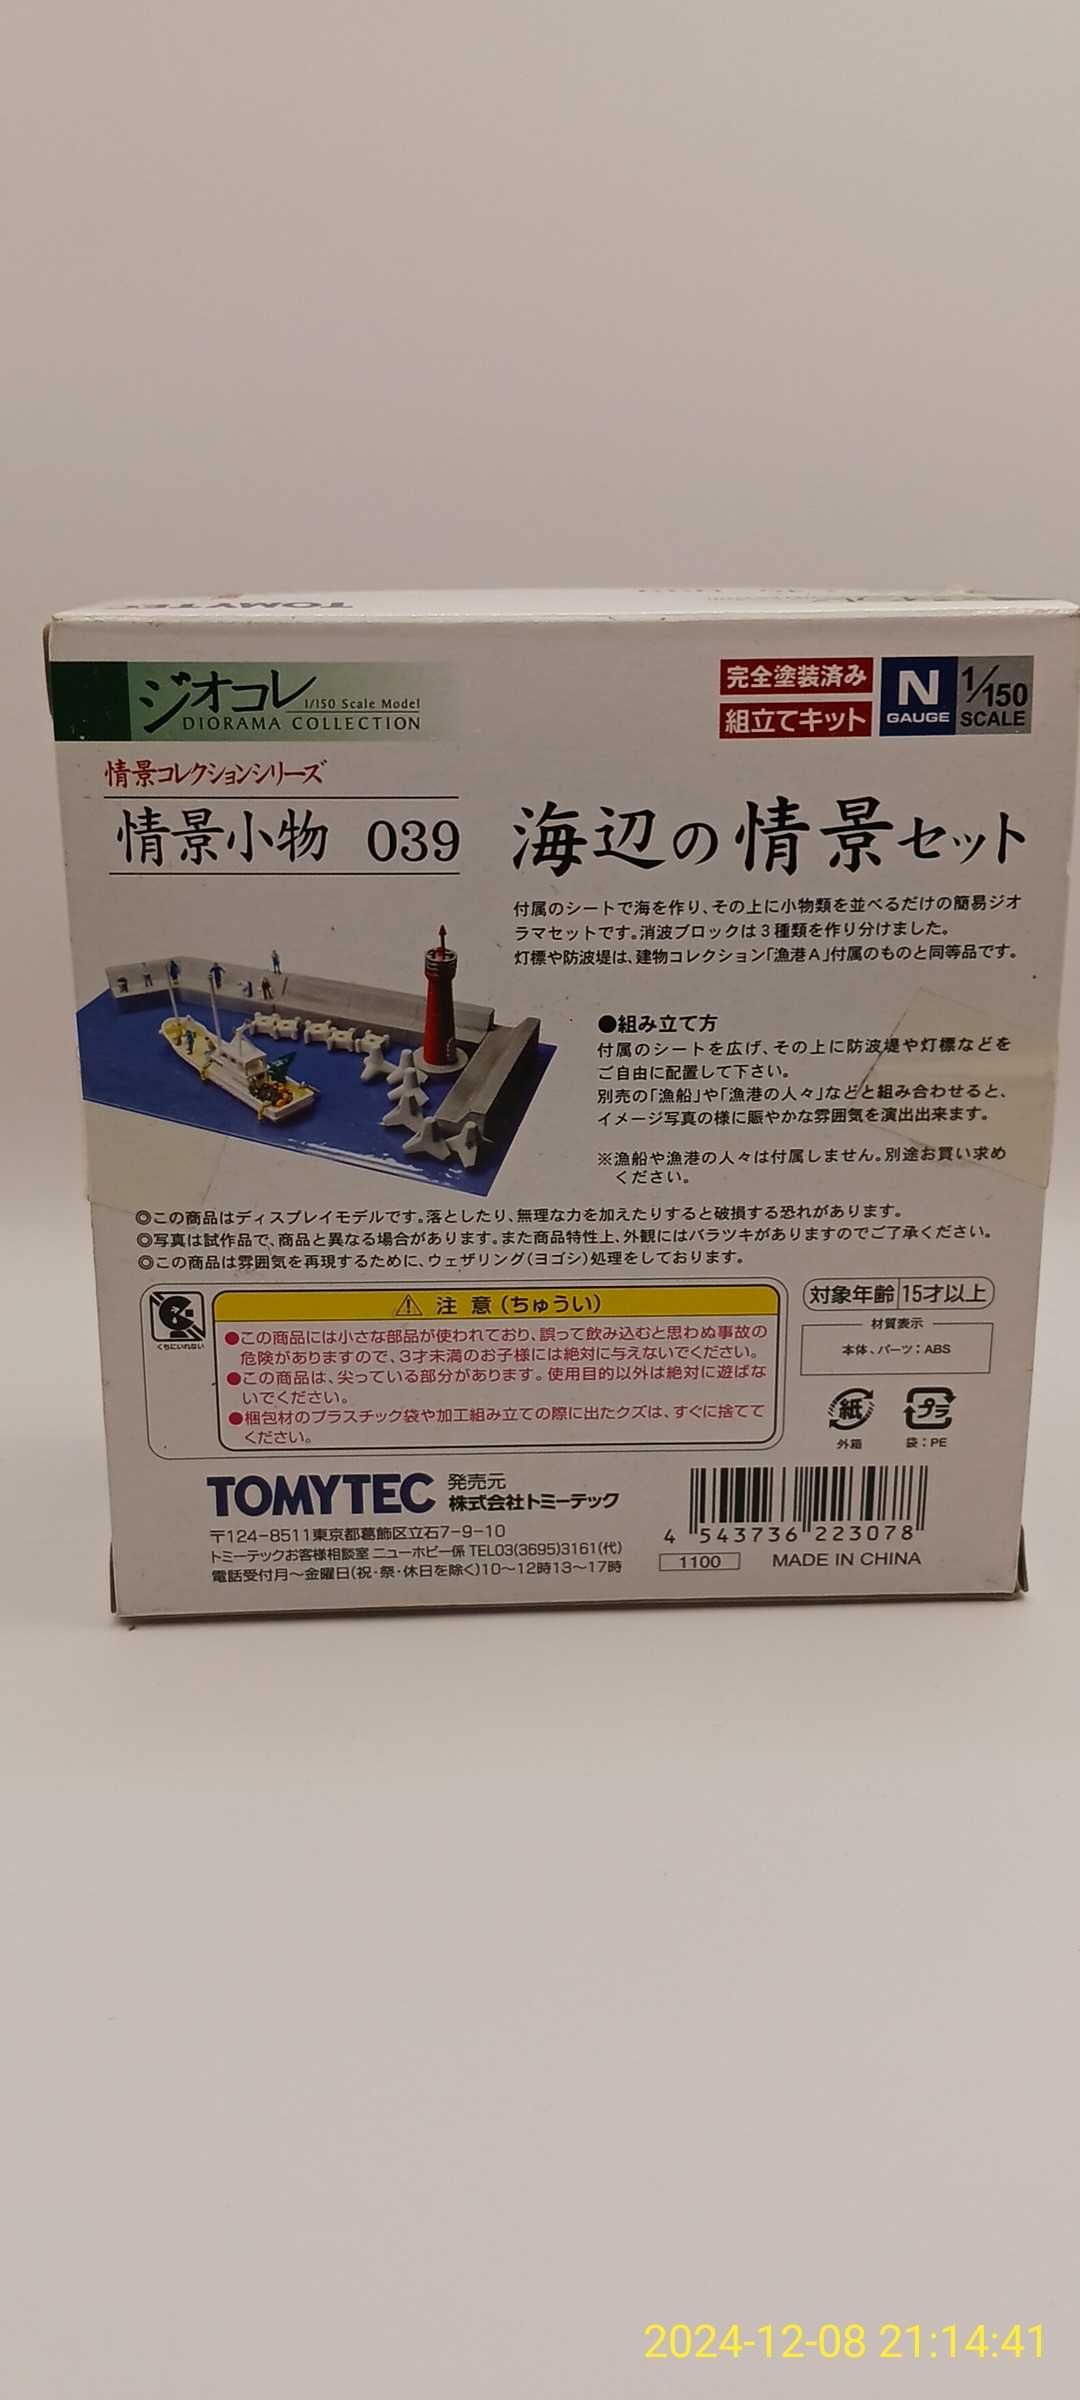 TOMYTEC
ジオコレ
1/150 Scale Model
DIORAMA COLLECTION
完全塗装済み
組立てキット
N
GAUGE
1/150
SCALE
情景コレクションシリーズ
情景小物 039
海辺の情景セット
付属のシートで海を作り、その上に小物類を並べるだけの簡易ジオ
ラマセットです。消波ブロックは3種類を作り分けました。
灯標や防波堤は、建物コレクション「漁港A」付属のものと同等品です。
●組み立て方
付属のシートを広げ、その上に防波堤や灯標などを
ご自由に配置して下さい。
別売の「漁船」や「漁港の人々」などと組み合わせると、
イメージ写真の様に賑やかな雰囲気を演出出来ます。
※漁船や漁港の人々は付属しません。別途お買い求め
ください。
◎この商品はディスプレイモデルです。落としたり、無理な力を加えたりすると破損する恐れがあります。
◎写真は試作品で、商品と異なる場合があります。また商品特性上、外観にはバラツキがありますのでご了承ください。
◎この商品は雰囲気を再現するために、ウェザリング(ヨゴシ)処理をしております。
くちにいれない
注意(ちゅうい)
●この商品には小さな部品が使われており、誤って飲み込むと思わぬ事故の
危険がありますので、3才未満のお子様には絶対に与えないでください。
●この商品は、尖っている部分があります。使用目的以外は絶対に遊ばな
いでください。
●梱包材のプラスチック袋や加工組み立ての際に出たクズは、すぐに捨てて
ください。
対象年齢 15才以上
材質表示
本体、パーツ：ABS
紙
外箱
プラ
袋：PE
TOMYTEC
発売元
株式会社トミーテック
〒124-8511東京都葛飾区立石7-9-10
トミーテックお客様相談室 ニューホビー係 TEL03(3695)3161(代)
電話受付月～金曜日(祝・祭・休日を除く)10～12時13～17時
4 543736 223078
1100
MADE IN CHINA
2024-12-08 21:14:41